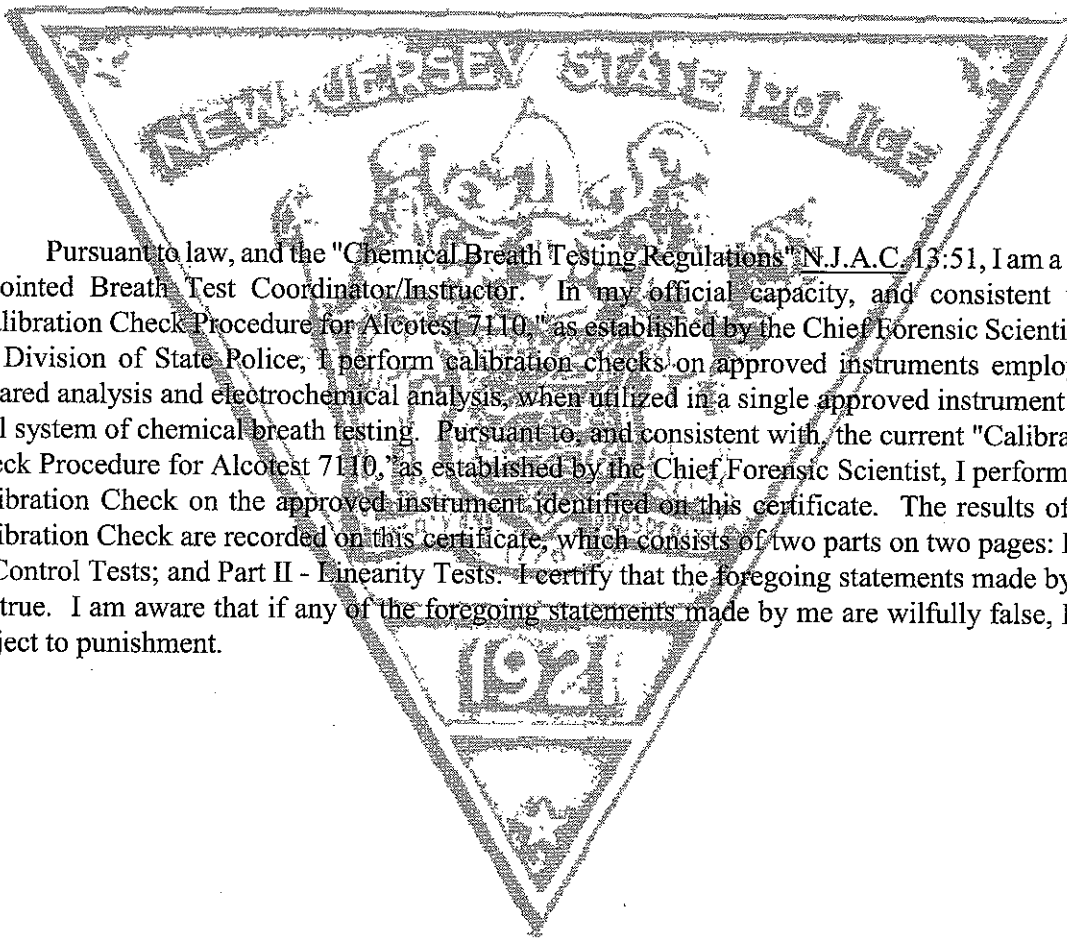 NEW JERSEY STATE POLICE
Pursuant to law, and the "Chemical Breath Testing Regulations" N.J.A.C. 13:51, I am a
ointed Breath Test Coordinator/Instructor. In my official capacity, and consistent
libration Check Procedure for Alcotest 7110," as established by the Chief Forensic Scienti
Division of State Police, I perform calibration checks on approved instruments employ
ared analysis and electrochemical analysis, when utilized in a single approved instrument
l system of chemical breath testing. Pursuant to, and consistent with, the current "Calibra
eck Procedure for Alcotest 7110," as established by the Chief Forensic Scientist, I perform
libration Check on the approved instrument identified on this certificate. The results of
libration Check are recorded on this certificate, which consists of two parts on two pages:
Control Tests; and Part II - Linearity Tests. I certify that the foregoing statements made by
true. I am aware that if any of the foregoing statements made by me are wilfully false, I
ject to punishment.
1921